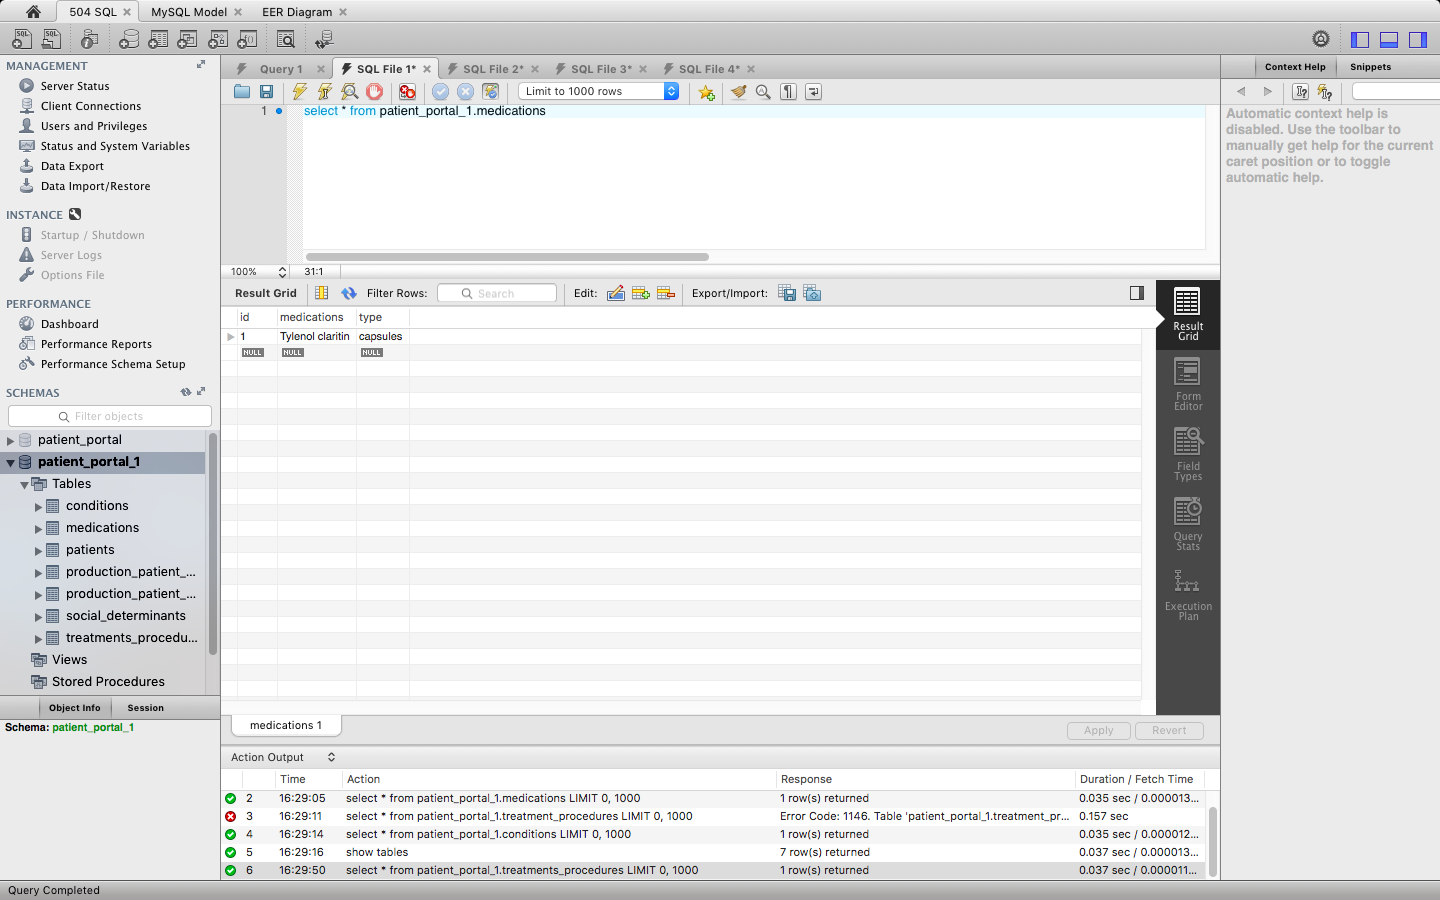 504 SQL
MySQL Model
EER Diagram
MANAGEMENT
Server Status
Client Connections
Users and Privileges
Status and System Variables
Data Export
Data Import/Restore
INSTANCE
Startup / Shutdown
Server Logs
Options File
PERFORMANCE
Dashboard
Performance Reports
Performance Schema Setup
SCHEMAS
Filter objects
patient_portal
patient_portal_1
Tables
conditions
medications
patients
production_patient_...
production_patient_...
social_determinants
treatments_procedu...
Views
Stored Procedures
Object Info Session
Schema: patient_portal_1
Query 1
SQL File 1*
SQL File 2*
SQL File 3*
SQL File 4*
Limit to 1000 rows
1 select * from patient_portal_1.medications
100% 31:1
Result Grid Filter Rows: Search Edit: Export/Import:
id medications type
1 Tylenol claritin capsules
NULL NULL NULL
Result
Grid
Form
Editor
Field
Types
Query
Stats
Execution
Plan
medications 1
Apply Revert
Action Output
Time Action Response Duration / Fetch Time
2 16:29:05 select * from patient_portal_1.medications LIMIT 0, 1000 1 row(s) returned 0.035 sec / 0.000013...
3 16:29:11 select * from patient_portal_1.treatment_procedures LIMIT 0, 1000 Error Code: 1146. Table 'patient_portal_1.treatment_pr... 0.157 sec
4 16:29:14 select * from patient_portal_1.conditions LIMIT 0, 1000 1 row(s) returned 0.035 sec / 0.000012...
5 16:29:16 show tables 7 row(s) returned 0.037 sec / 0.000013...
6 16:29:50 select * from patient_portal_1.treatments_procedures LIMIT 0, 1000 1 row(s) returned 0.037 sec / 0.000011...
Context Help Snippets
Automatic context help is
disabled. Use the toolbar to
manually get help for the current
caret position or to toggle
automatic help.
Query Completed